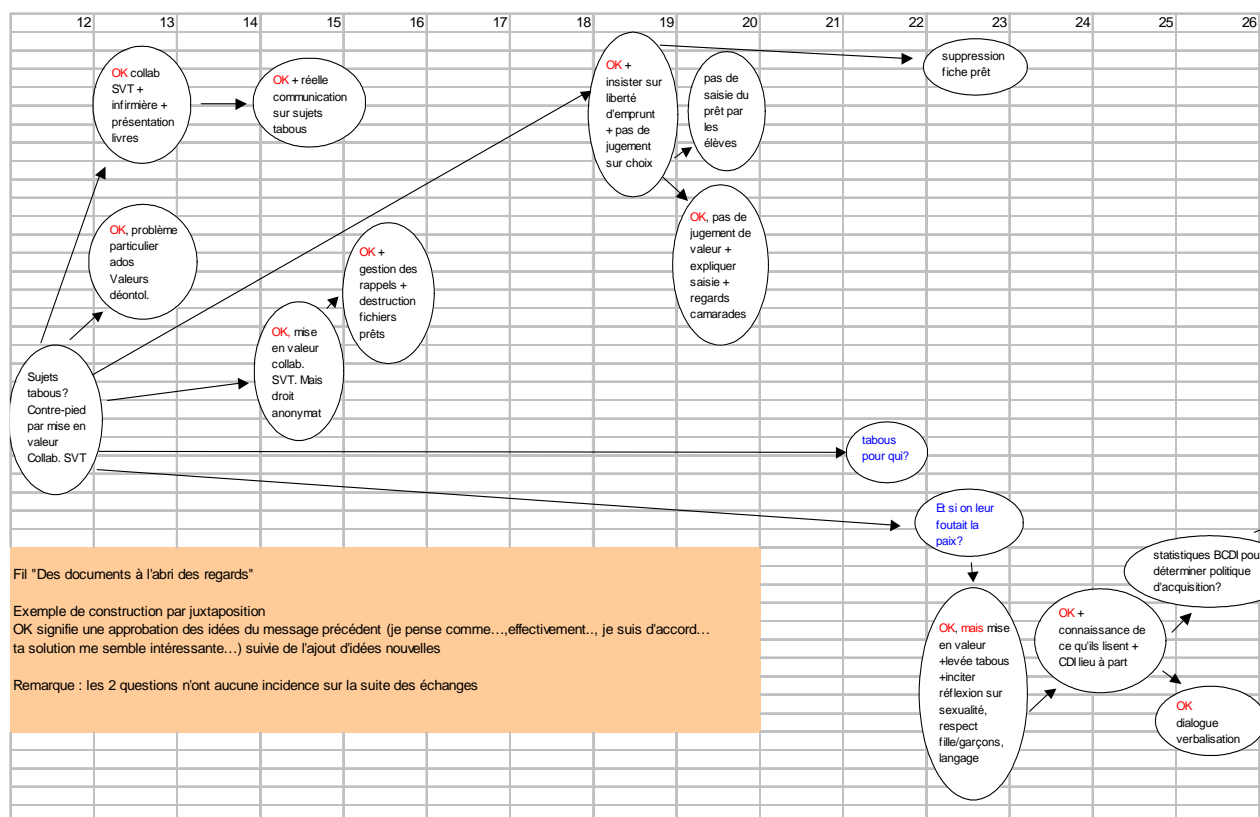 12 13 14 15 16 17 18 19 20 21 22 23 24 25 26
OK collab
SVT +
infirmière +
présentation
livres
OK + réelle
communication
sur sujets
tabous
OK +
insister sur
liberté
d'emprunt
+ pas de
jugement
sur choix
pas de
saisie du
prêt par
les
élèves
suppression
fiche prêt
OK, problème
particulier
ados
Valeurs
déontol.
OK +
gestion des
rappels +
destruction
fichiers
prêts
OK, pas de
jugement de
valeur +
expliquer
saisie +
regards
camarades
OK, mise
en valeur
collab.
SVT. Mais
droit
anonymat
Sujets
tabous?
Contre-pied
par mise en
valeur
Collab. SVT
tabous
pour qui?
Et si on leur
foutait la
paix?
statistiques BCDI pou
déterminer politique
d'acquisition?
OK, mais mise
en valeur
+levée tabous
+inciter
réflexion sur
sexualité,
respect
fille/garçons,
langage
OK +
connaissance de
ce qu'ils lisent +
CDI lieu à part
OK
dialogue
verbalisation
Fil "Des documents à l'abri des regards"
Exemple de construction par juxtaposition
OK signifie une approbation des idées du message précédent (je pense comme…,effectivement.., je suis d'accord…
ta solution me semble intéressante…) suivie de l'ajout d'idées nouvelles
Remarque : les 2 questions n'ont aucune incidence sur la suite des échanges